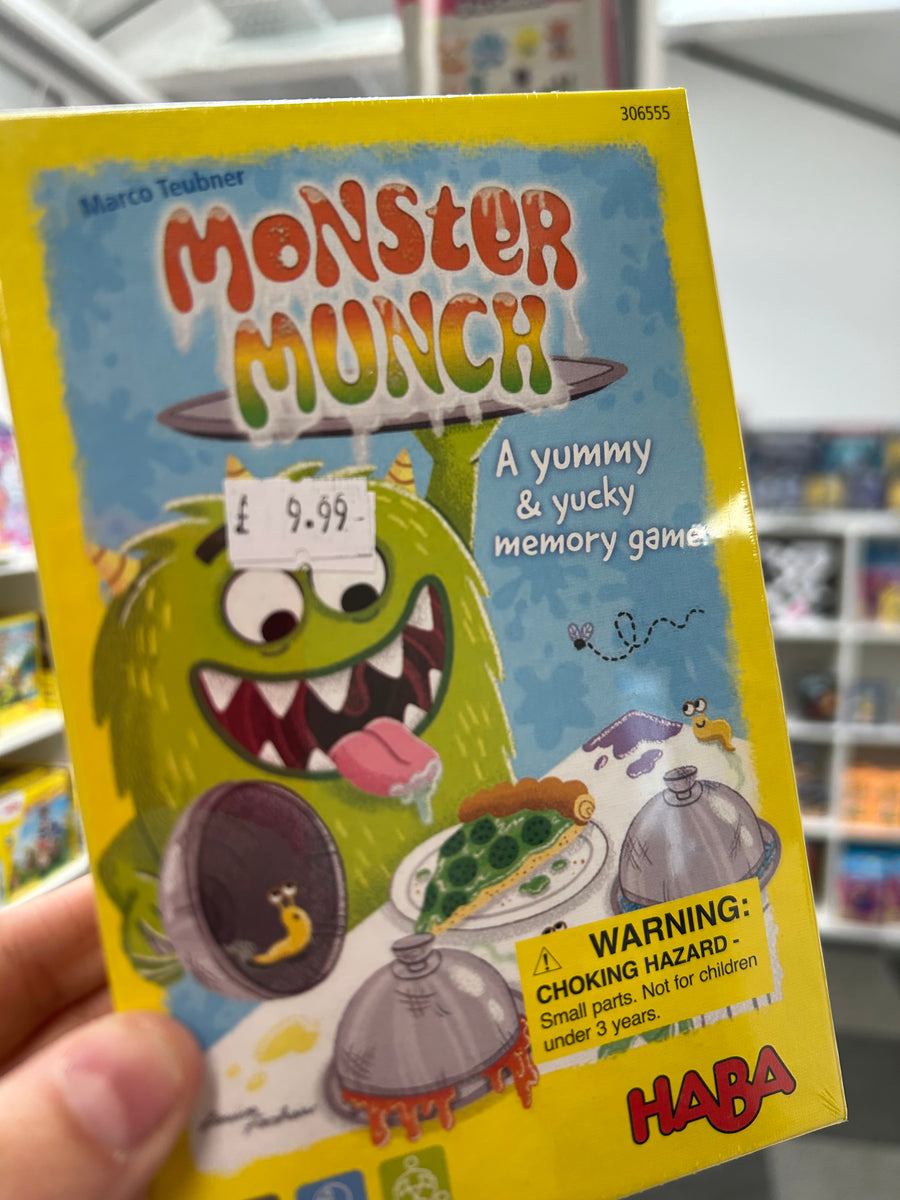 306555
Marco Teubner
MONSteR
MUNCH
A yummy
& yucky
memory game
£ 9.99
WARNING:
CHOKING HAZARD -
Small parts. Not for children
under 3 years.
HABA